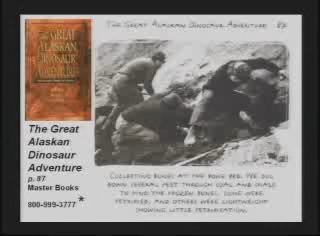 THE GREAT ALASKAN DINOSAUR ADVENTURE 87
THE GREAT
ALASKAN
DINOSAUR
ADVENTURE
The Great
Alaskan
Dinosaur
Adventure
p. 87
Master Books
800-999-3777 *
COLLECTING BONES AT THE BONE BED. WE DUG
DOWN SEVERAL FEET THROUGH COAL AND SHALE
TO FIND THE FROZEN BONES. SOME WERE
PETRIFIED, AND OTHERS WERE LIGHTWEIGHT
SHOWING LITTLE PETRIFICATION.